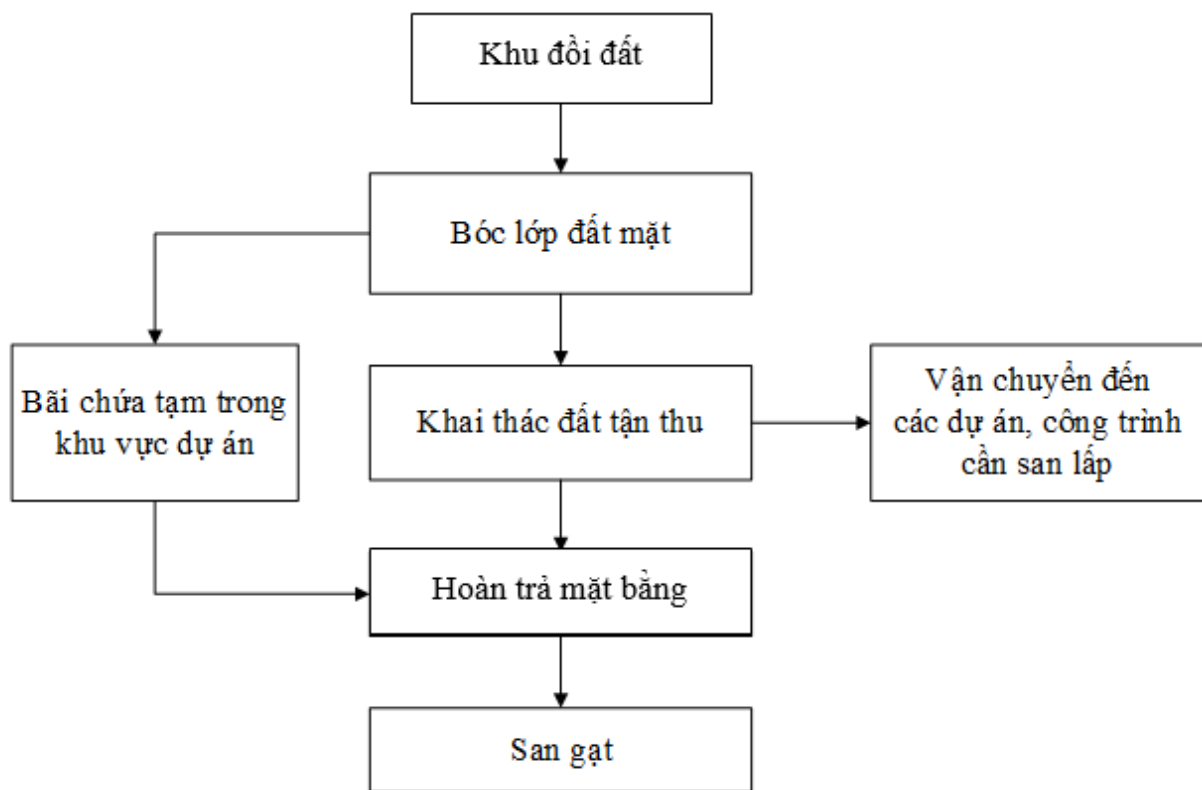 Khu đồi đất
Bóc lớp đất mặt
Bãi chứa tạm trong
khu vực dự án
Khai thác đất tận thu
Vận chuyển đến
các dự án, công trình
cần san lấp
Hoàn trả mặt bằng
San gạt